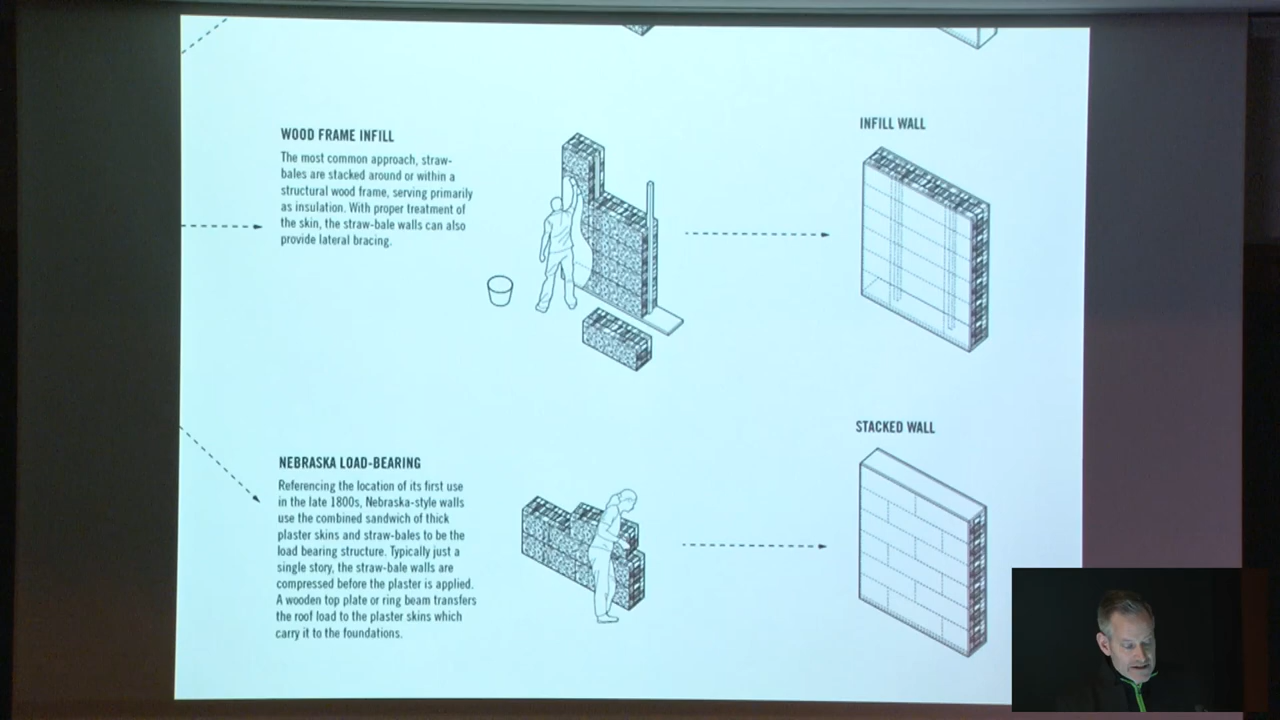 WOOD FRAME INFILL
The most common approach, straw-
bales are stacked around or within a
structural wood frame, serving primarily
as insulation. With proper treatment of
the skin, the straw-bale walls can also
provide lateral bracing.
INFILL WALL
NEBRASKA LOAD-BEARING
Referencing the location of its first use
in the late 1800s, Nebraska-style walls
use the combined sandwich of thick
plaster skins and straw-bales to be the
load bearing structure. Typically just a
single story, the straw-bale walls are
compressed before the plaster is applied.
A wooden top plate or ring beam transfers
the roof load to the plaster skins which
carry it to the foundations.
STACKED WALL